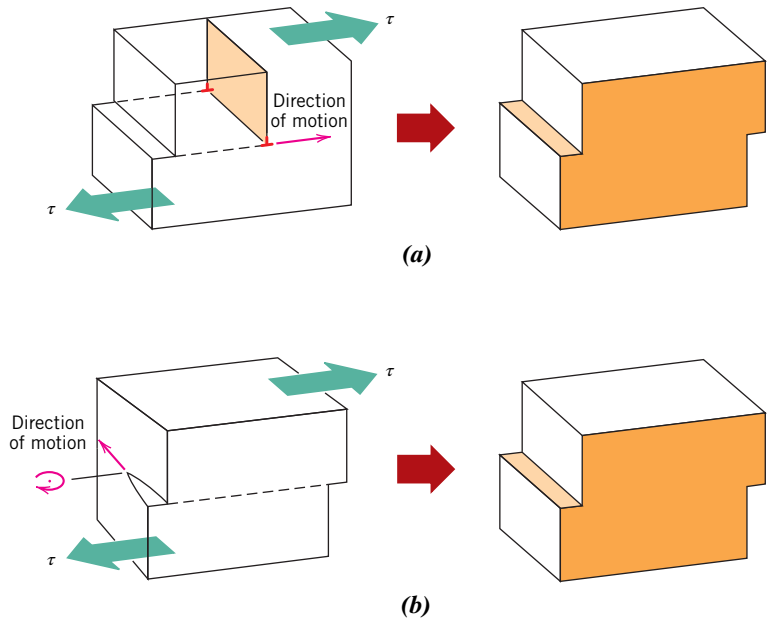 τ
Direction
of motion
τ
(a)
τ
Direction
of motion
τ
(b)